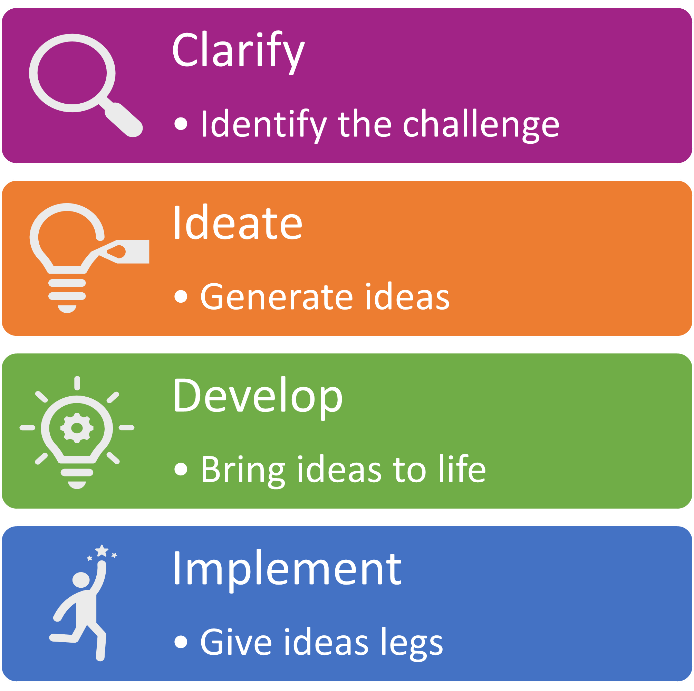 Clarify
• Identify the challenge
Ideate
• Generate ideas
Develop
• Bring ideas to life
Implement
• Give ideas legs